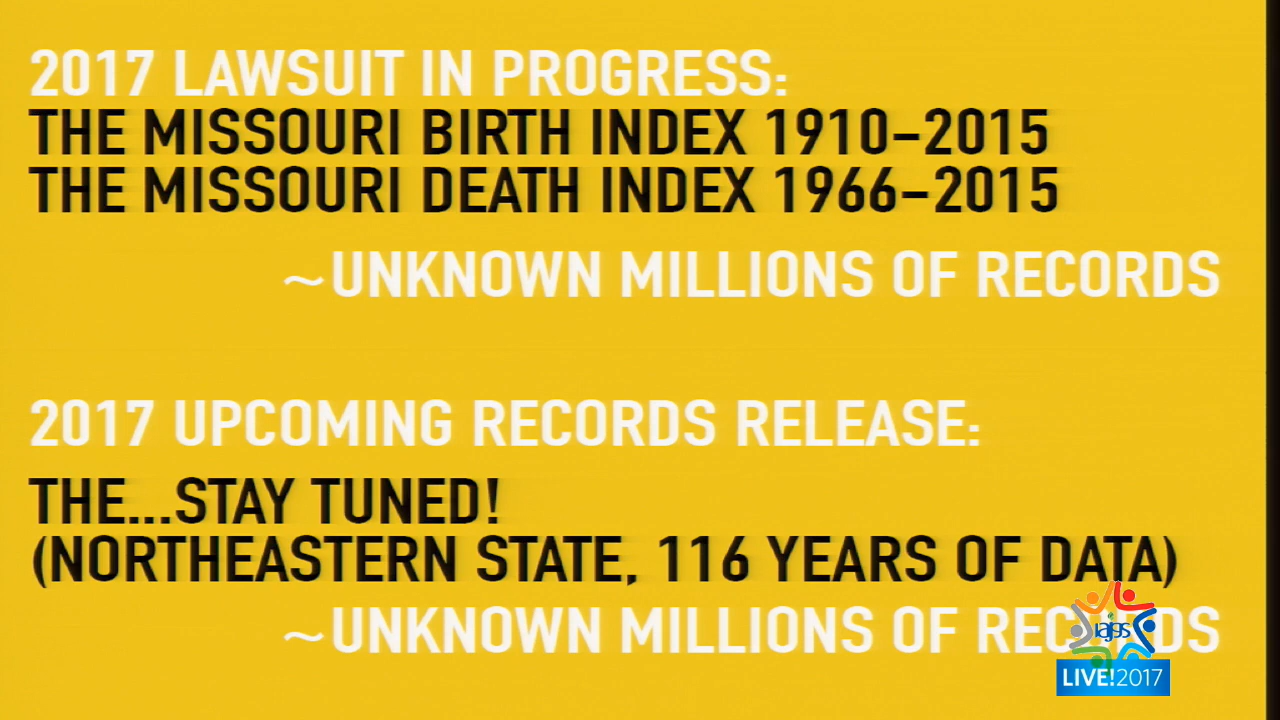 2017 LAWSUIT IN PROGRESS:
THE MISSOURI BIRTH INDEX 1910–2015
THE MISSOURI DEATH INDEX 1966–2015
~UNKNOWN MILLIONS OF RECORDS
2017 UPCOMING RECORDS RELEASE:
THE...STAY TUNED!
(NORTHEASTERN STATE, 116 YEARS OF DATA)
~UNKNOWN MILLIONS OF RECORDS
iajgs
LIVE!2017